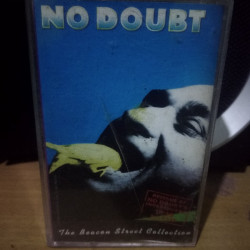 NO DOUBT
The Beacon Street Collection